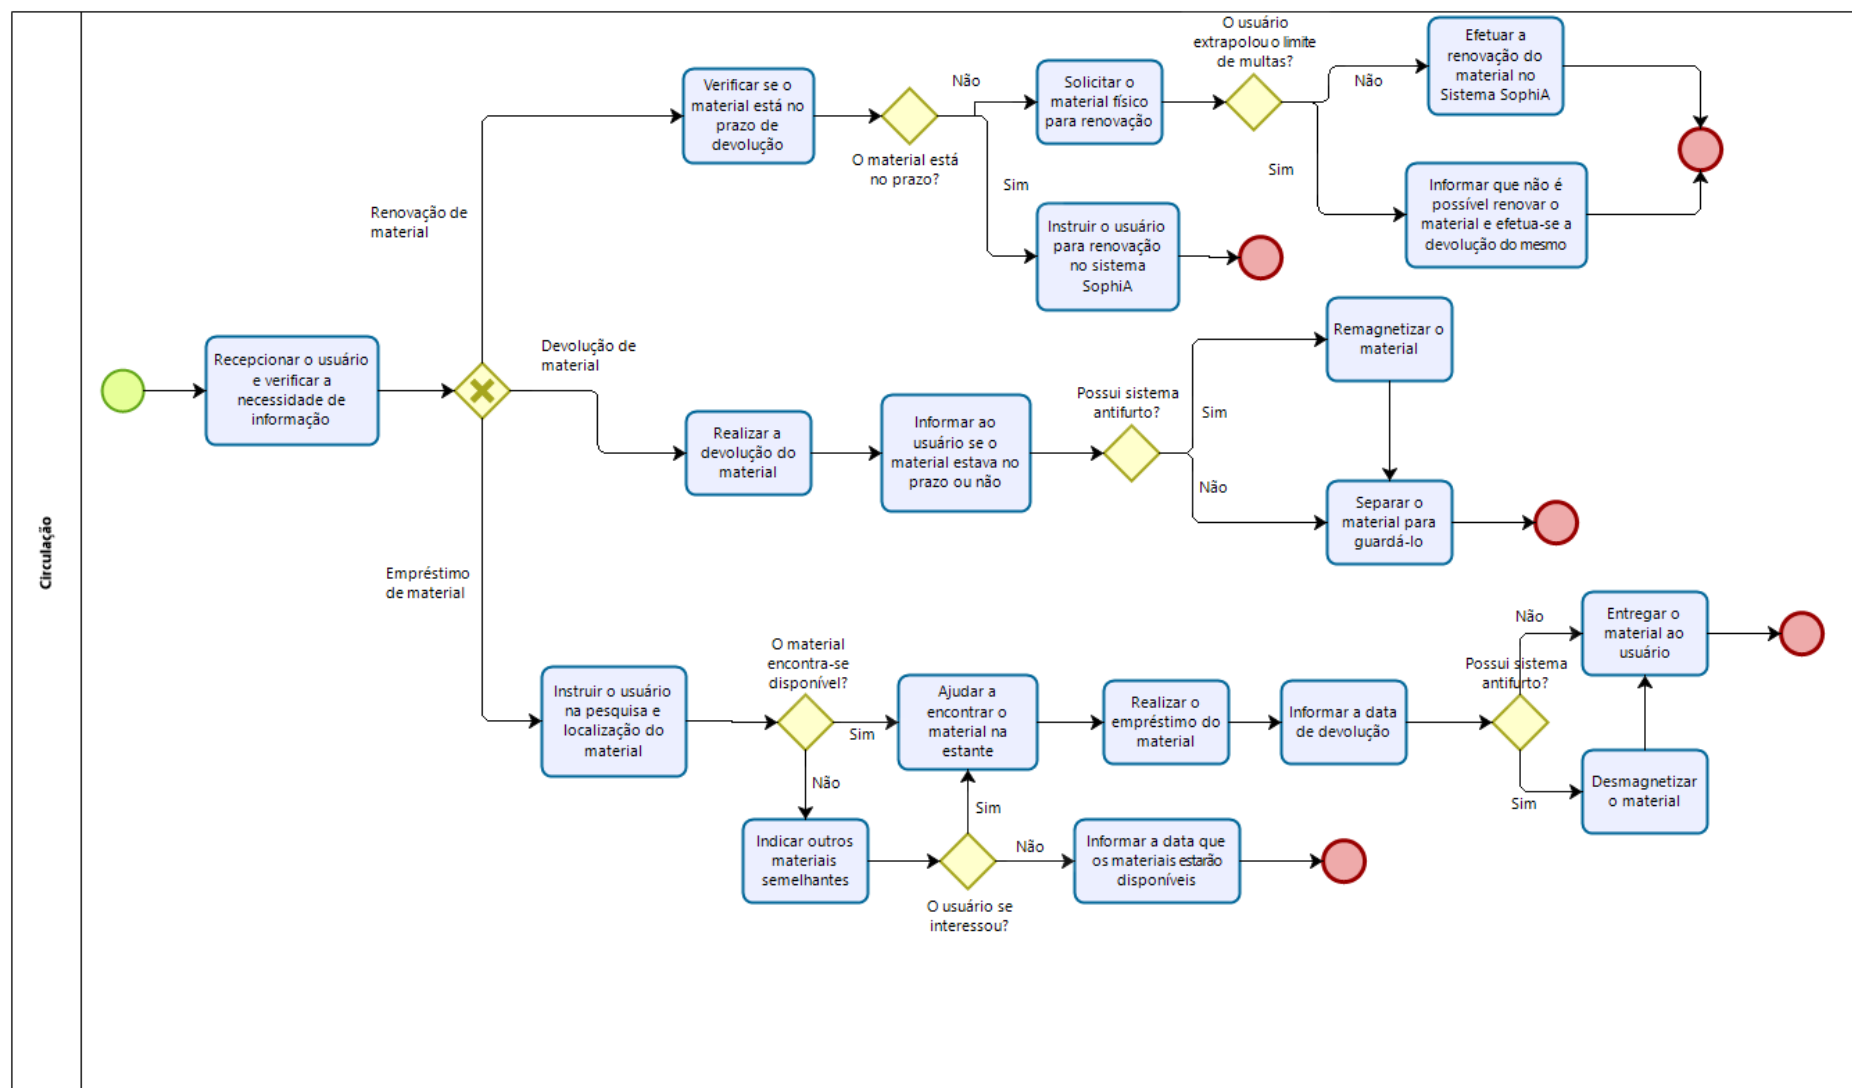 Circulação
Recepcionar o usuário
e verificar a
necessidade de
informação
Renovação de
material
Verificar se o
material está no
prazo de
devolução
O material está
no prazo?
Não
Solicitar o
material físico
para renovação
O usuário
extrapolou o limite
de multas?
Não
Efetuar a
renovação do
material no
Sistema SophiA
Sim
Informar que não é
possível renovar o
material e efetua-se a
devolução do mesmo
Sim
Instruir o usuário
para renovação
no sistema
SophiA
Devolução de
material
Realizar a
devolução do
material
Informar ao
usuário se o
material estava no
prazo ou não
Possui sistema
antifurto?
Sim
Remagnetizar o
material
Não
Separar o
material para
guardá-lo
Empréstimo
de material
Instruir o usuário
na pesquisa e
localização do
material
O material
encontra-se
disponível?
Sim
Ajudar a
encontrar o
material na
estante
Realizar o
empréstimo do
material
Informar a data
de devolução
Possui sistema
antifurto?
Não
Entregar o
material ao
usuário
Sim
Desmagnetizar
o material
Não
Indicar outros
materiais
semelhantes
O usuário se
interessou?
Sim
Não
Informar a data que
os materiais estarão
disponíveis